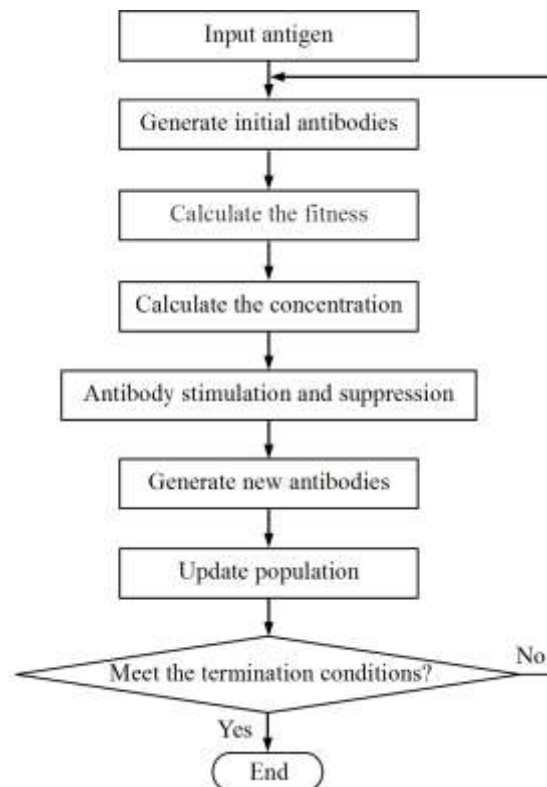 Input antigen
Generate initial antibodies
Calculate the fitness
Calculate the concentration
Antibody stimulation and suppression
Generate new antibodies
Update population
Meet the termination conditions?
No
Yes
End